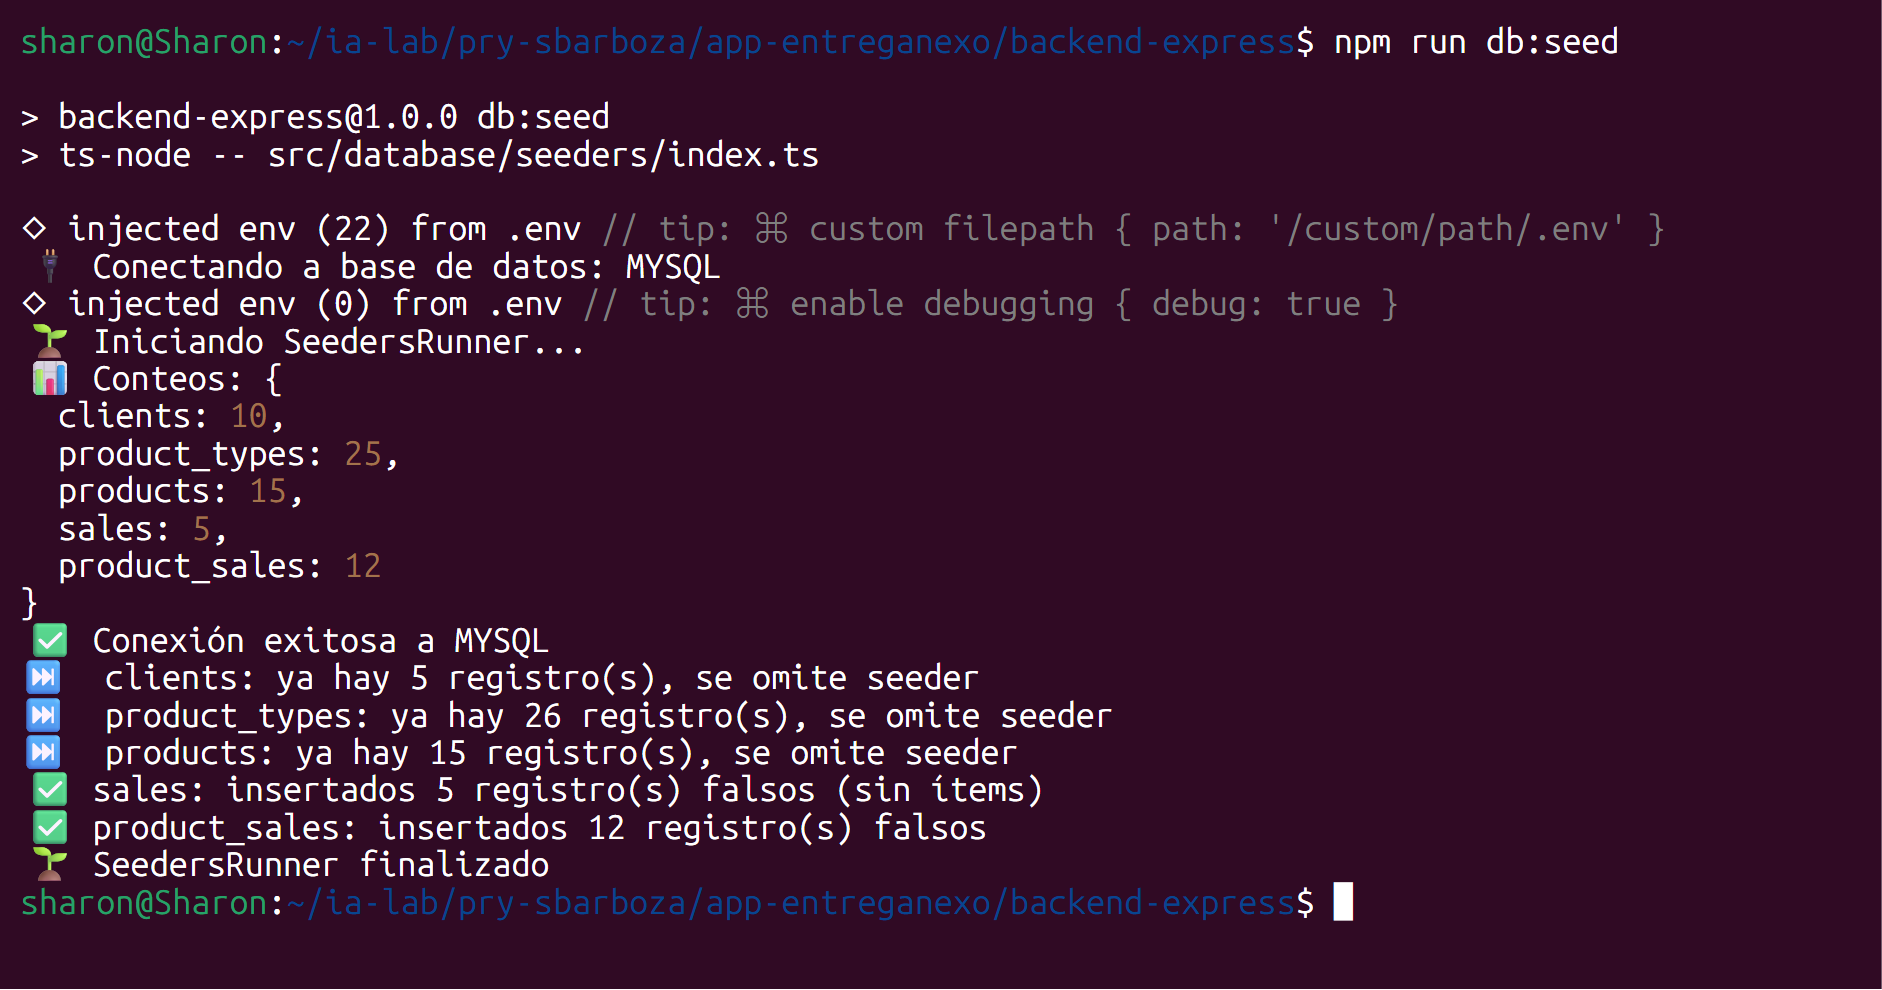 sharon@Sharon:~/ia-lab/pry-sbarboza/app-entreganexo/backend-express$ npm run db:seed
> backend-express@1.0.0 db:seed
> ts-node -- src/database/seeders/index.ts
◇ injected env (22) from .env // tip: ⌘ custom filepath { path: '/custom/path/.env' }
🔌 Conectando a base de datos: MYSQL
◇ injected env (0) from .env // tip: ⌘ enable debugging { debug: true }
🌱 Iniciando SeedersRunner...
📊 Conteos: {
  clients: 10,
  product_types: 25,
  products: 15,
  sales: 5,
  product_sales: 12
}
✅ Conexión exitosa a MYSQL
⏭ clients: ya hay 5 registro(s), se omite seeder
⏭ product_types: ya hay 26 registro(s), se omite seeder
⏭ products: ya hay 15 registro(s), se omite seeder
✅ sales: insertados 5 registro(s) falsos (sin ítems)
✅ product_sales: insertados 12 registro(s) falsos
🌱 SeedersRunner finalizado
sharon@Sharon:~/ia-lab/pry-sbarboza/app-entreganexo/backend-express$